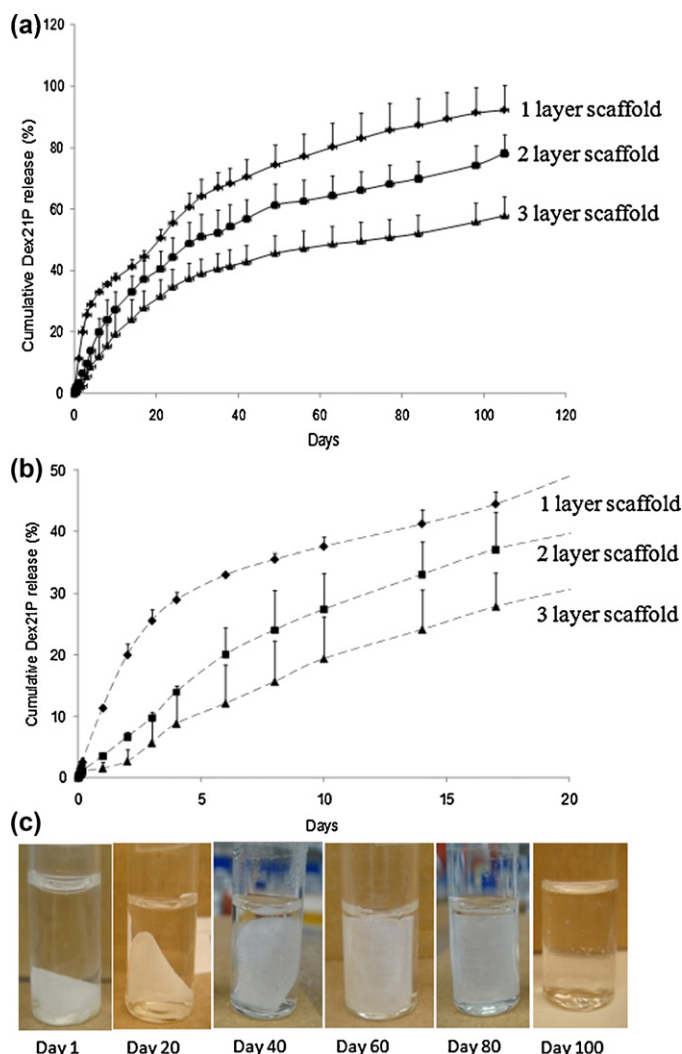 (a)
120
100
80
60
40
20
0
Cumulative Dex21P release (%)
1 layer scaffold
2 layer scaffold
3 layer scaffold
0 20 40 60 80 100 120
Days
(b)
50
40
30
20
10
0
Cumulative Dex21P release (%)
1 layer scaffold
2 layer scaffold
3 layer scaffold
0 5 10 15 20
Days
(c)
Day 1 Day 20 Day 40 Day 60 Day 80 Day 100